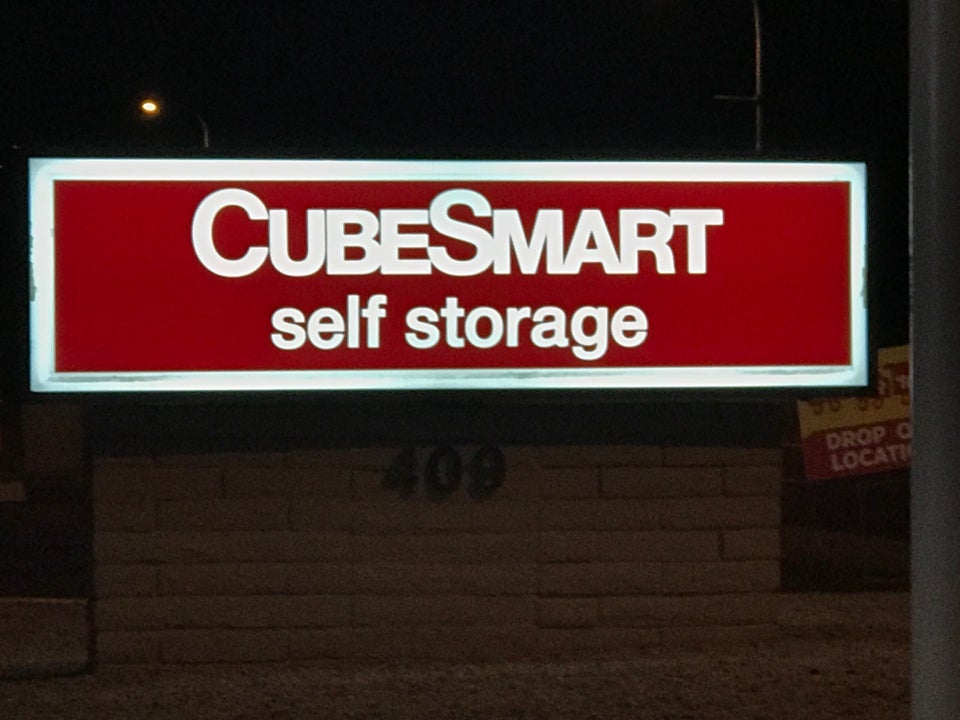 CUBESMART
self storage
409
DROP
LOCATI